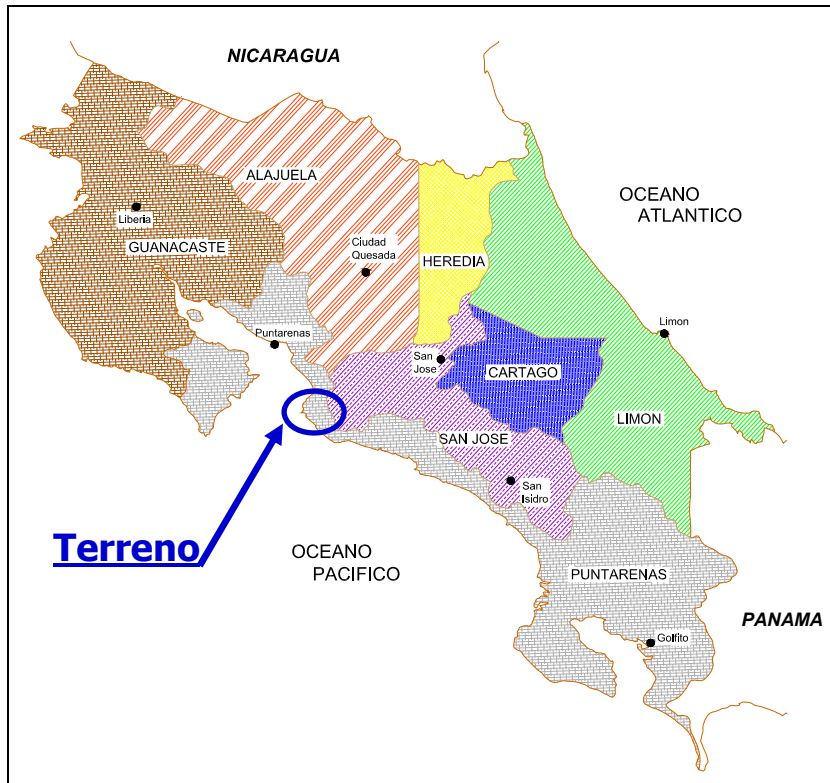 NICARAGUA
ALAJUELA
OCEANO
ATLANTICO
Liberia
GUANACASTE
Ciudad
Quesada
HEREDIA
Puntarenas
Limon
San
Jose
CARTAGO
LIMON
SAN JOSE
San
Isidro
Terreno
OCEANO
PACIFICO
PUNTARENAS
PANAMA
Golfito